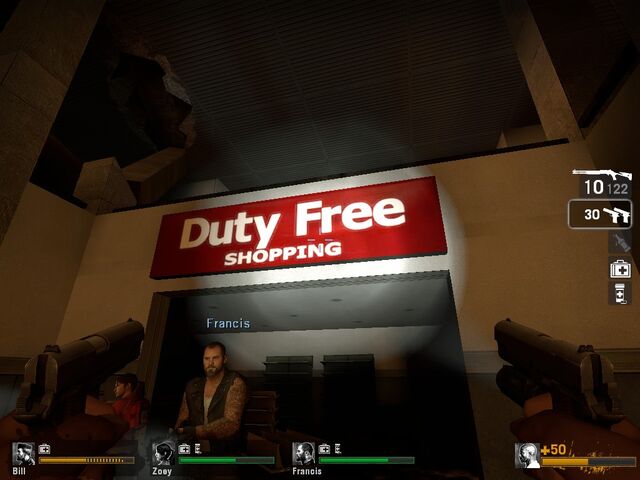 Duty Free
SHOPPING
10 122
30
Francis
+50
Bill
Zoey
Francis